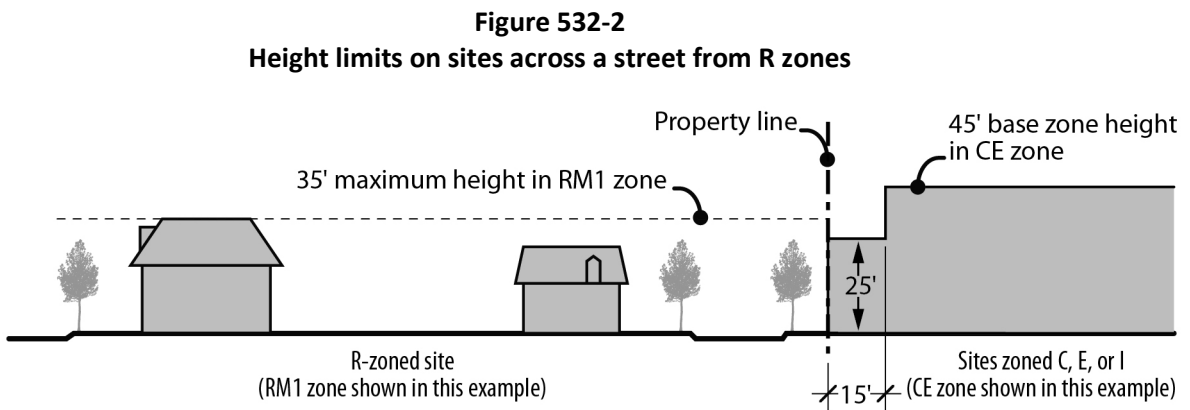 Figure 532-2
Height limits on sites across a street from R zones
Property line
45' base zone height
in CE zone
35' maximum height in RM1 zone
25'
R-zoned site
(RM1 zone shown in this example)
15'
Sites zoned C, E, or I
(CE zone shown in this example)